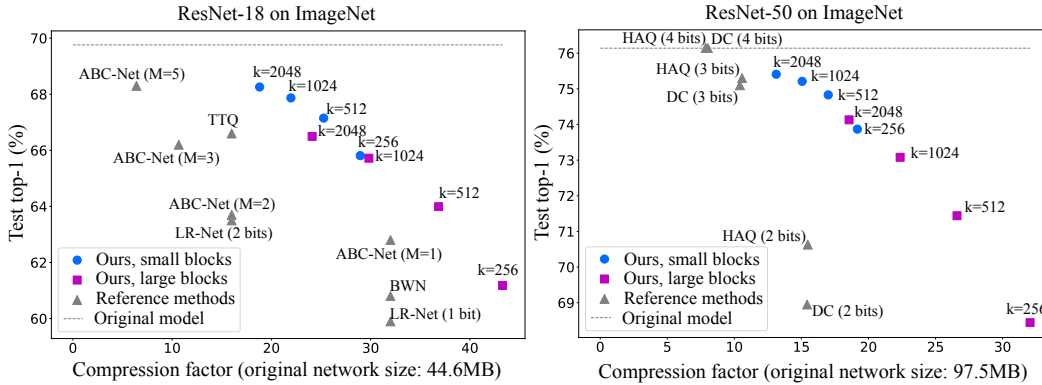 ResNet-18 on ImageNet
70
68
66
64
62
60
Test top-1 (%)
ABC-Net (M=5)
k=2048
k=1024
TTQ
k=512
k=2048
k=256
ABC-Net (M=3)
k=1024
ABC-Net (M=2)
k=512
LR-Net (2 bits)
ABC-Net (M=1)
k=256
BWN
LR-Net (1 bit)
Ours, small blocks
Ours, large blocks
Reference methods
Original model
0
10
20
30
40
Compression factor (original network size: 44.6MB)
ResNet-50 on ImageNet
76
75
74
73
72
71
70
69
Test top-1 (%)
HAQ (4 bits)
DC (4 bits)
k=2048
HAQ (3 bits)
k=1024
DC (3 bits)
k=512
k=2048
k=256
k=1024
k=512
HAQ (2 bits)
DC (2 bits)
k=256
Ours, small blocks
Ours, large blocks
Reference methods
Original model
0
5
10
15
20
25
30
Compression factor (original network size: 97.5MB)